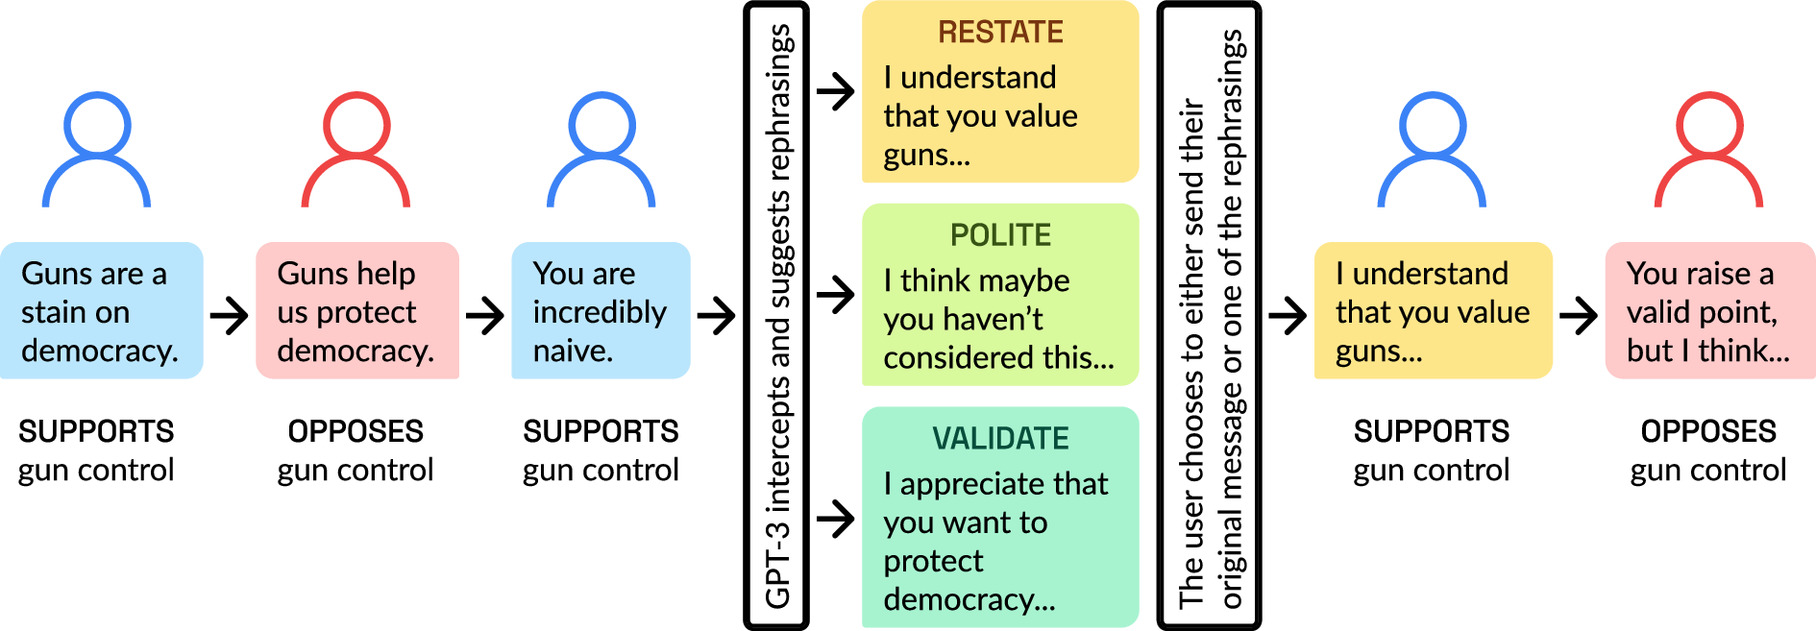 Guns are a
stain on
democracy.
SUPPORTS
gun control
Guns help
us protect
democracy.
OPPOSES
gun control
You are
incredibly
naive.
SUPPORTS
gun control
GPT-3 intercepts and suggests rephrasings
RESTATE
I understand
that you value
guns...
POLITE
I think maybe
you haven’t
considered this...
VALIDATE
I appreciate that
you want to
protect
democracy...
The user chooses to either send their
original message or one of the rephrasings
I understand
that you value
guns...
SUPPORTS
gun control
You raise a
valid point,
but I think...
OPPOSES
gun control